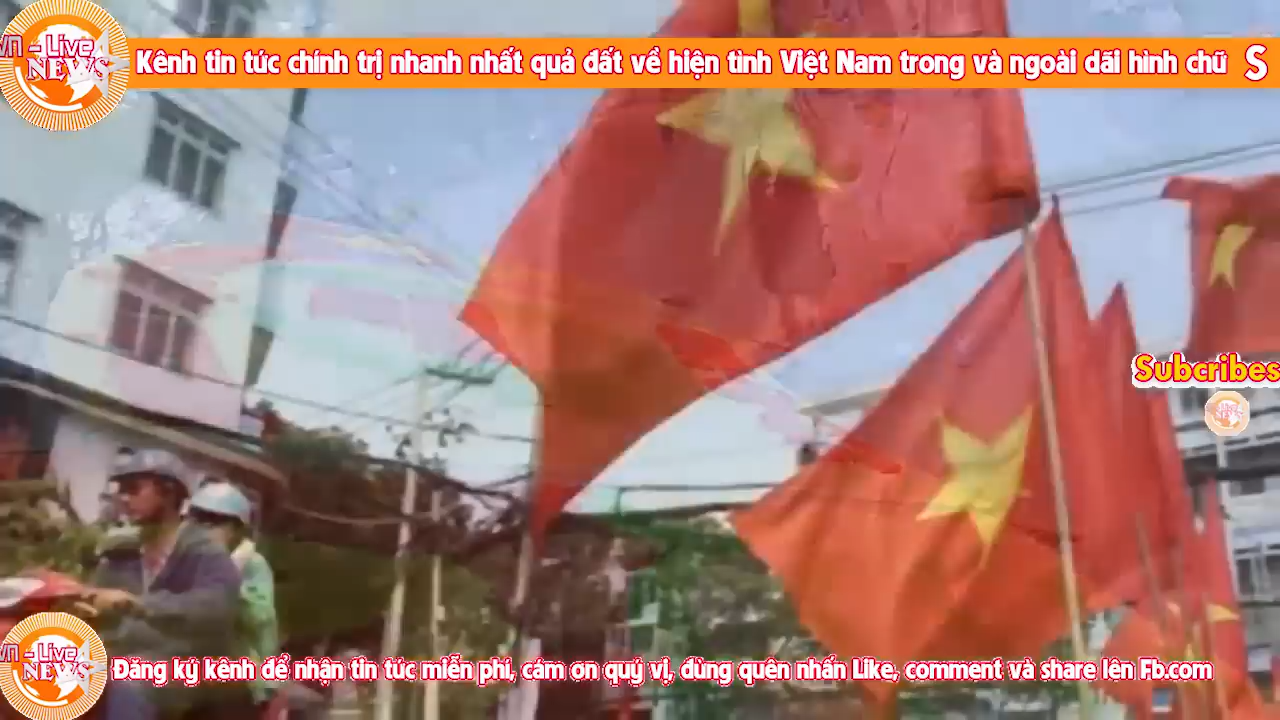 VN - Live
NEWS
Kênh tin tức chính trị nhanh nhất quả đất về hiện tình Việt Nam trong và ngoài dãi hình chữ S
Subcribes
Live
NEWS
VN - Live
NEWS
Đăng ký kênh để nhận tin tức miễn phí, cám ơn quý vị, đừng quên nhấn Like, comment và share lên Fb.com